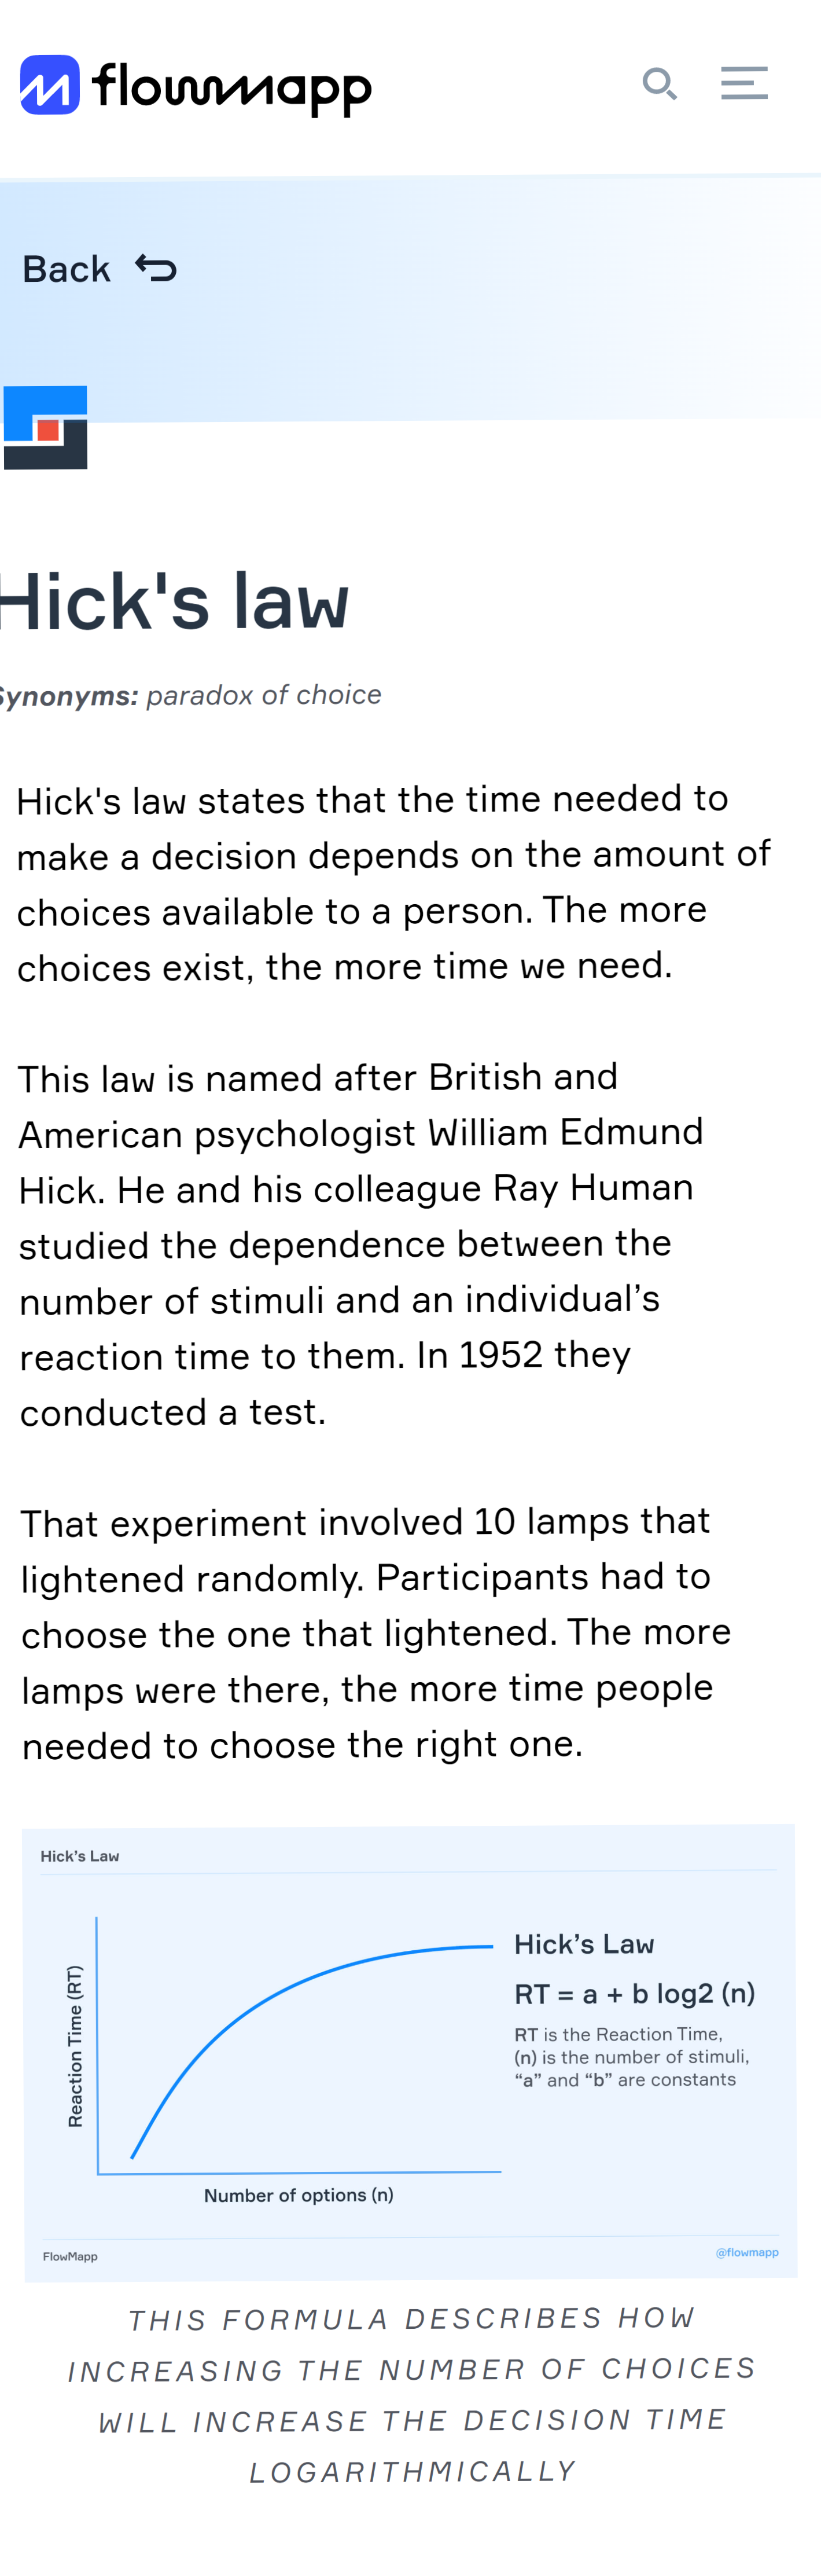 flowmapp
Back
Hick's law
Synonyms: paradox of choice
Hick's law states that the time needed to
make a decision depends on the amount of
choices available to a person. The more
choices exist, the more time we need.
This law is named after British and
American psychologist William Edmund
Hick. He and his colleague Ray Human
studied the dependence between the
number of stimuli and an individual’s
reaction time to them. In 1952 they
conducted a test.
That experiment involved 10 lamps that
lightened randomly. Participants had to
choose the one that lightened. The more
lamps were there, the more time people
needed to choose the right one.
Hick’s Law
Reaction Time (RT)
Number of options (n)
Hick’s Law
RT = a + b log2 (n)
RT is the Reaction Time,
(n) is the number of stimuli,
“a” and “b” are constants
FlowMapp
@flowmapp
THIS FORMULA DESCRIBES HOW
INCREASING THE NUMBER OF CHOICES
WILL INCREASE THE DECISION TIME
LOGARITHMICALLY